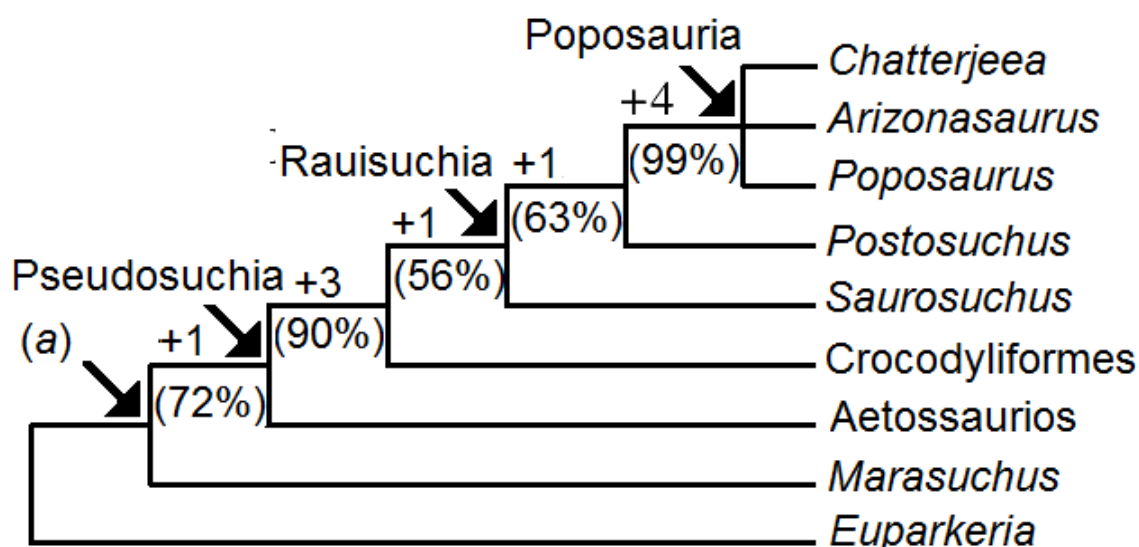 Poposauria
Chatterjeea
+4
Arizonasaurus
Rauisuchia
+1
(99%)
Poposaurus
+1
(63%)
Postosuchus
Pseudosuchia
+3
(56%)
Saurosuchus
(a)
+1
(90%)
Crocodyliformes
(72%)
Aetossaurios
Marasuchus
Euparkeria